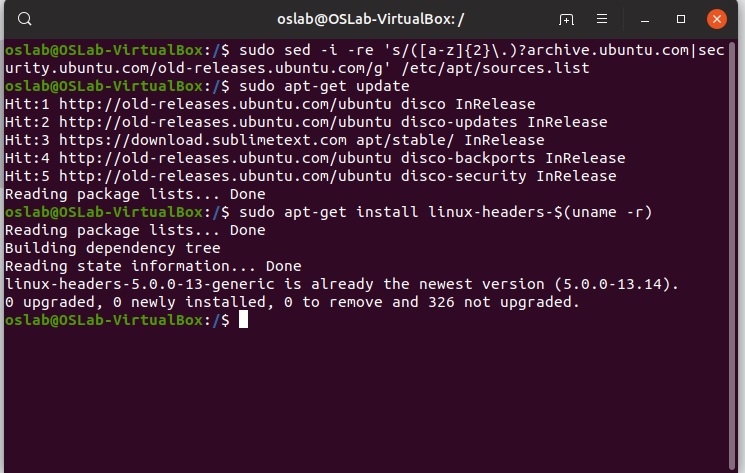 oslab@OSLab-VirtualBox: /
oslab@OSLab-VirtualBox:/$ sudo sed -i -re 's/([a-z]{2}\.)?archive.ubuntu.com|sec
urity.ubuntu.com/old-releases.ubuntu.com/g' /etc/apt/sources.list
oslab@OSLab-VirtualBox:/$ sudo apt-get update
Hit:1 http://old-releases.ubuntu.com/ubuntu disco InRelease
Hit:2 http://old-releases.ubuntu.com/ubuntu disco-updates InRelease
Hit:3 https://download.sublimetext.com apt/stable/ InRelease
Hit:4 http://old-releases.ubuntu.com/ubuntu disco-backports InRelease
Hit:5 http://old-releases.ubuntu.com/ubuntu disco-security InRelease
Reading package lists... Done
oslab@OSLab-VirtualBox:/$ sudo apt-get install linux-headers-$(uname -r)
Reading package lists... Done
Building dependency tree
Reading state information... Done
linux-headers-5.0.0-13-generic is already the newest version (5.0.0-13.14).
0 upgraded, 0 newly installed, 0 to remove and 326 not upgraded.
oslab@OSLab-VirtualBox:/$